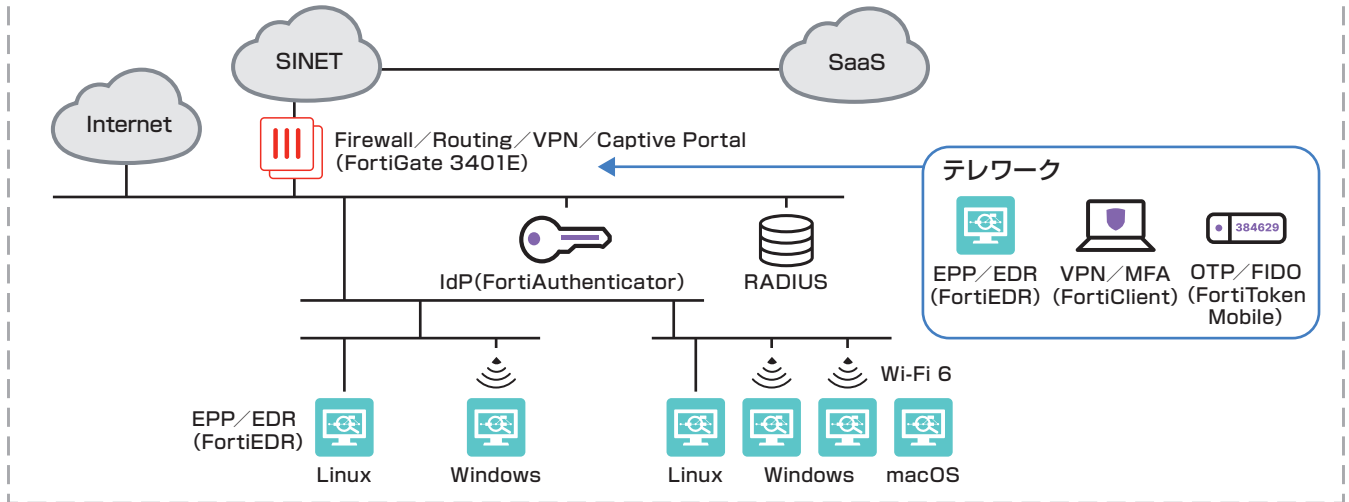 SINET
SaaS
Internet
Firewall／Routing／VPN／Captive Portal
（FortiGate 3401E）
テレワーク
384629
EPP／EDR
（FortiEDR）
VPN／MFA
（FortiClient）
OTP／FIDO
（FortiToken
Mobile）
IdP（FortiAuthenticator）
RADIUS
Wi-Fi 6
EPP／EDR
（FortiEDR）
Linux
Windows
Linux
Windows
macOS